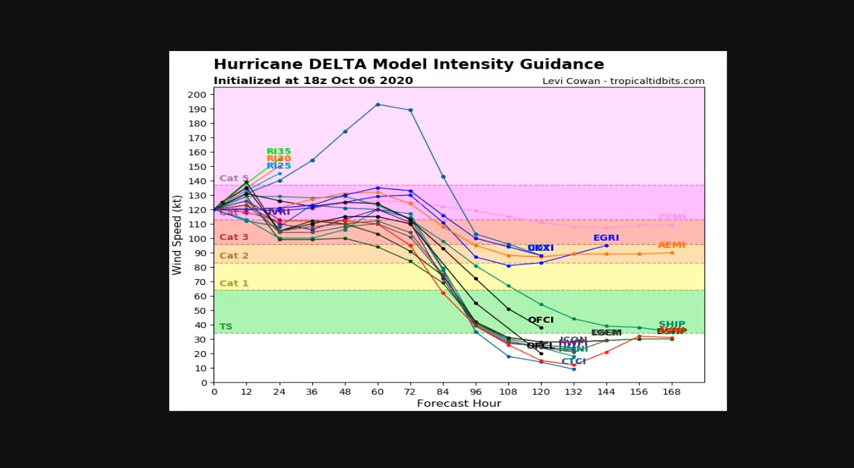 Hurricane DELTA Model Intensity Guidance
Initialized at 18z Oct 06 2020
Levi Cowan - tropicaltidbits.com
Wind Speed (kt)
200
190
180
170
160
150
140
130
120
110
100
90
80
70
60
50
40
30
20
10
0
RI35
RI30
RI25
Cat 5
Cat 3
Cat 2
Cat 1
TS
CEMI
EGRI
AEMI
OFCI
SHIP
DSHP
LGEM
CTCI
0 12 24 36 48 60 72 84 96 108 120 132 144 156 168
Forecast Hour